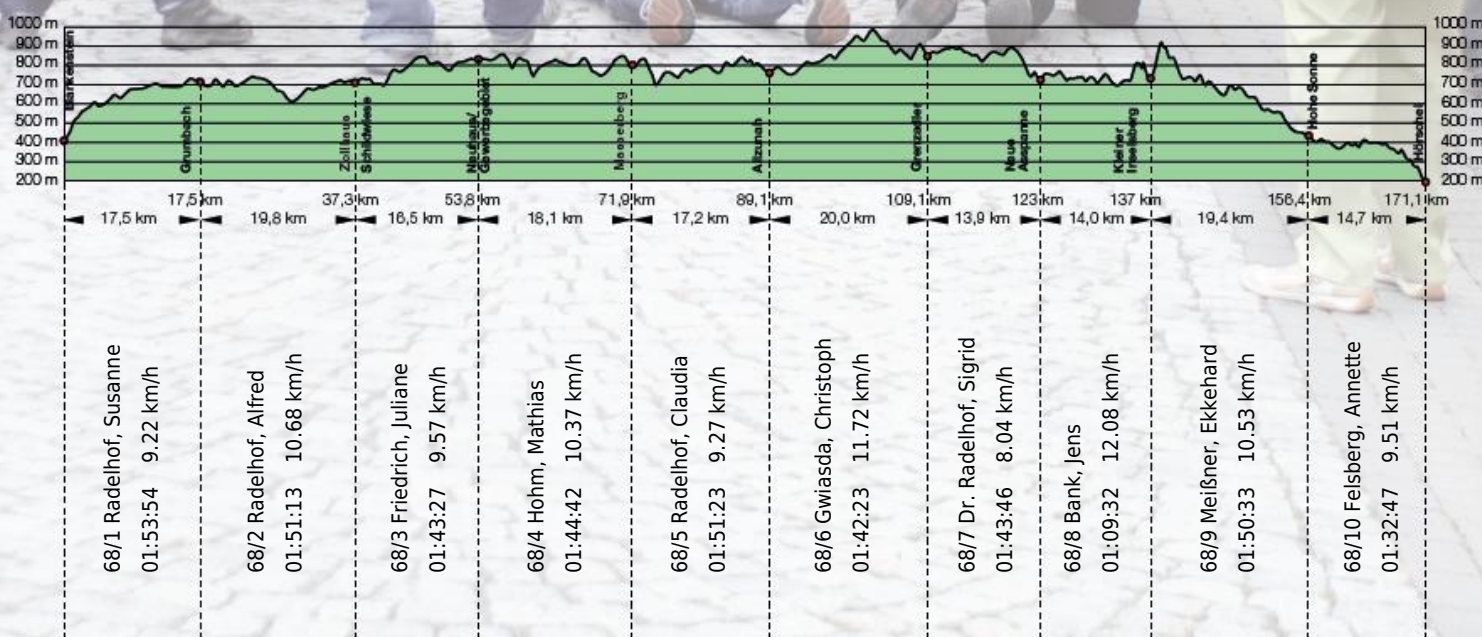 1000 m
900 m
800 m
700 m
600 m
500 m
400 m
300 m
200 m
1000 m
900 m
800 m
700 m
600 m
500 m
400 m
300 m
200 m
Blankenstein
Grumbach
Zollhaus
Schildwiese
Neuhaus/
Masserberg
Allzunah
Grenzadler
Neue
Ausspanne
Kleiner
Inselsberg
Hohe Sonne
Hörschel
17,5 km
37,3 km
53,8 km
71,9 km
89,1 km
109,1 km
123 km
137 km
156,4 km
171,1 km
17,5 km
19,8 km
16,5 km
18,1 km
17,2 km
20,0 km
13,9 km
14,0 km
19,4 km
14,7 km
68/1 Radelhof, Susanne
01:53:54 9.22 km/h
68/2 Radelhof, Alfred
01:51:13 10.68 km/h
68/3 Friedrich, Juliane
01:43:27 9.57 km/h
68/4 Hohm, Mathias
01:44:42 10.37 km/h
68/5 Radelhof, Claudia
01:51:23 9.27 km/h
68/6 Gwiasda, Christoph
01:42:23 11.72 km/h
68/7 Dr. Radelhof, Sigrid
01:43:46 8.04 km/h
68/8 Bank, Jens
01:09:32 12.08 km/h
68/9 Meißner, Ekkehard
01:50:33 10.53 km/h
68/10 Felsberg, Annette
01:32:47 9.51 km/h